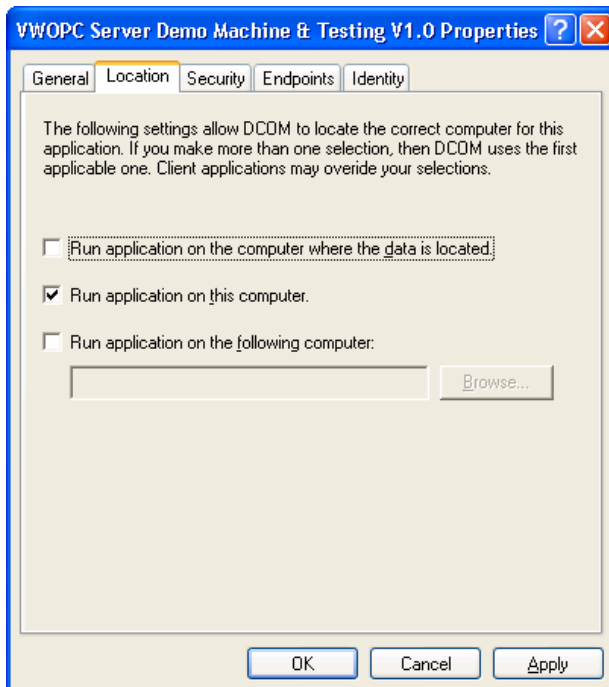 VWOPC Server Demo Machine & Testing V1.0 Properties
General Location Security Endpoints Identity
The following settings allow DCOM to locate the correct computer for this
application. If you make more than one selection, then DCOM uses the first
applicable one. Client applications may overide your selections.
Run application on the computer where the data is located.
Run application on this computer.
Run application on the following computer:
Browse...
OK Cancel Apply